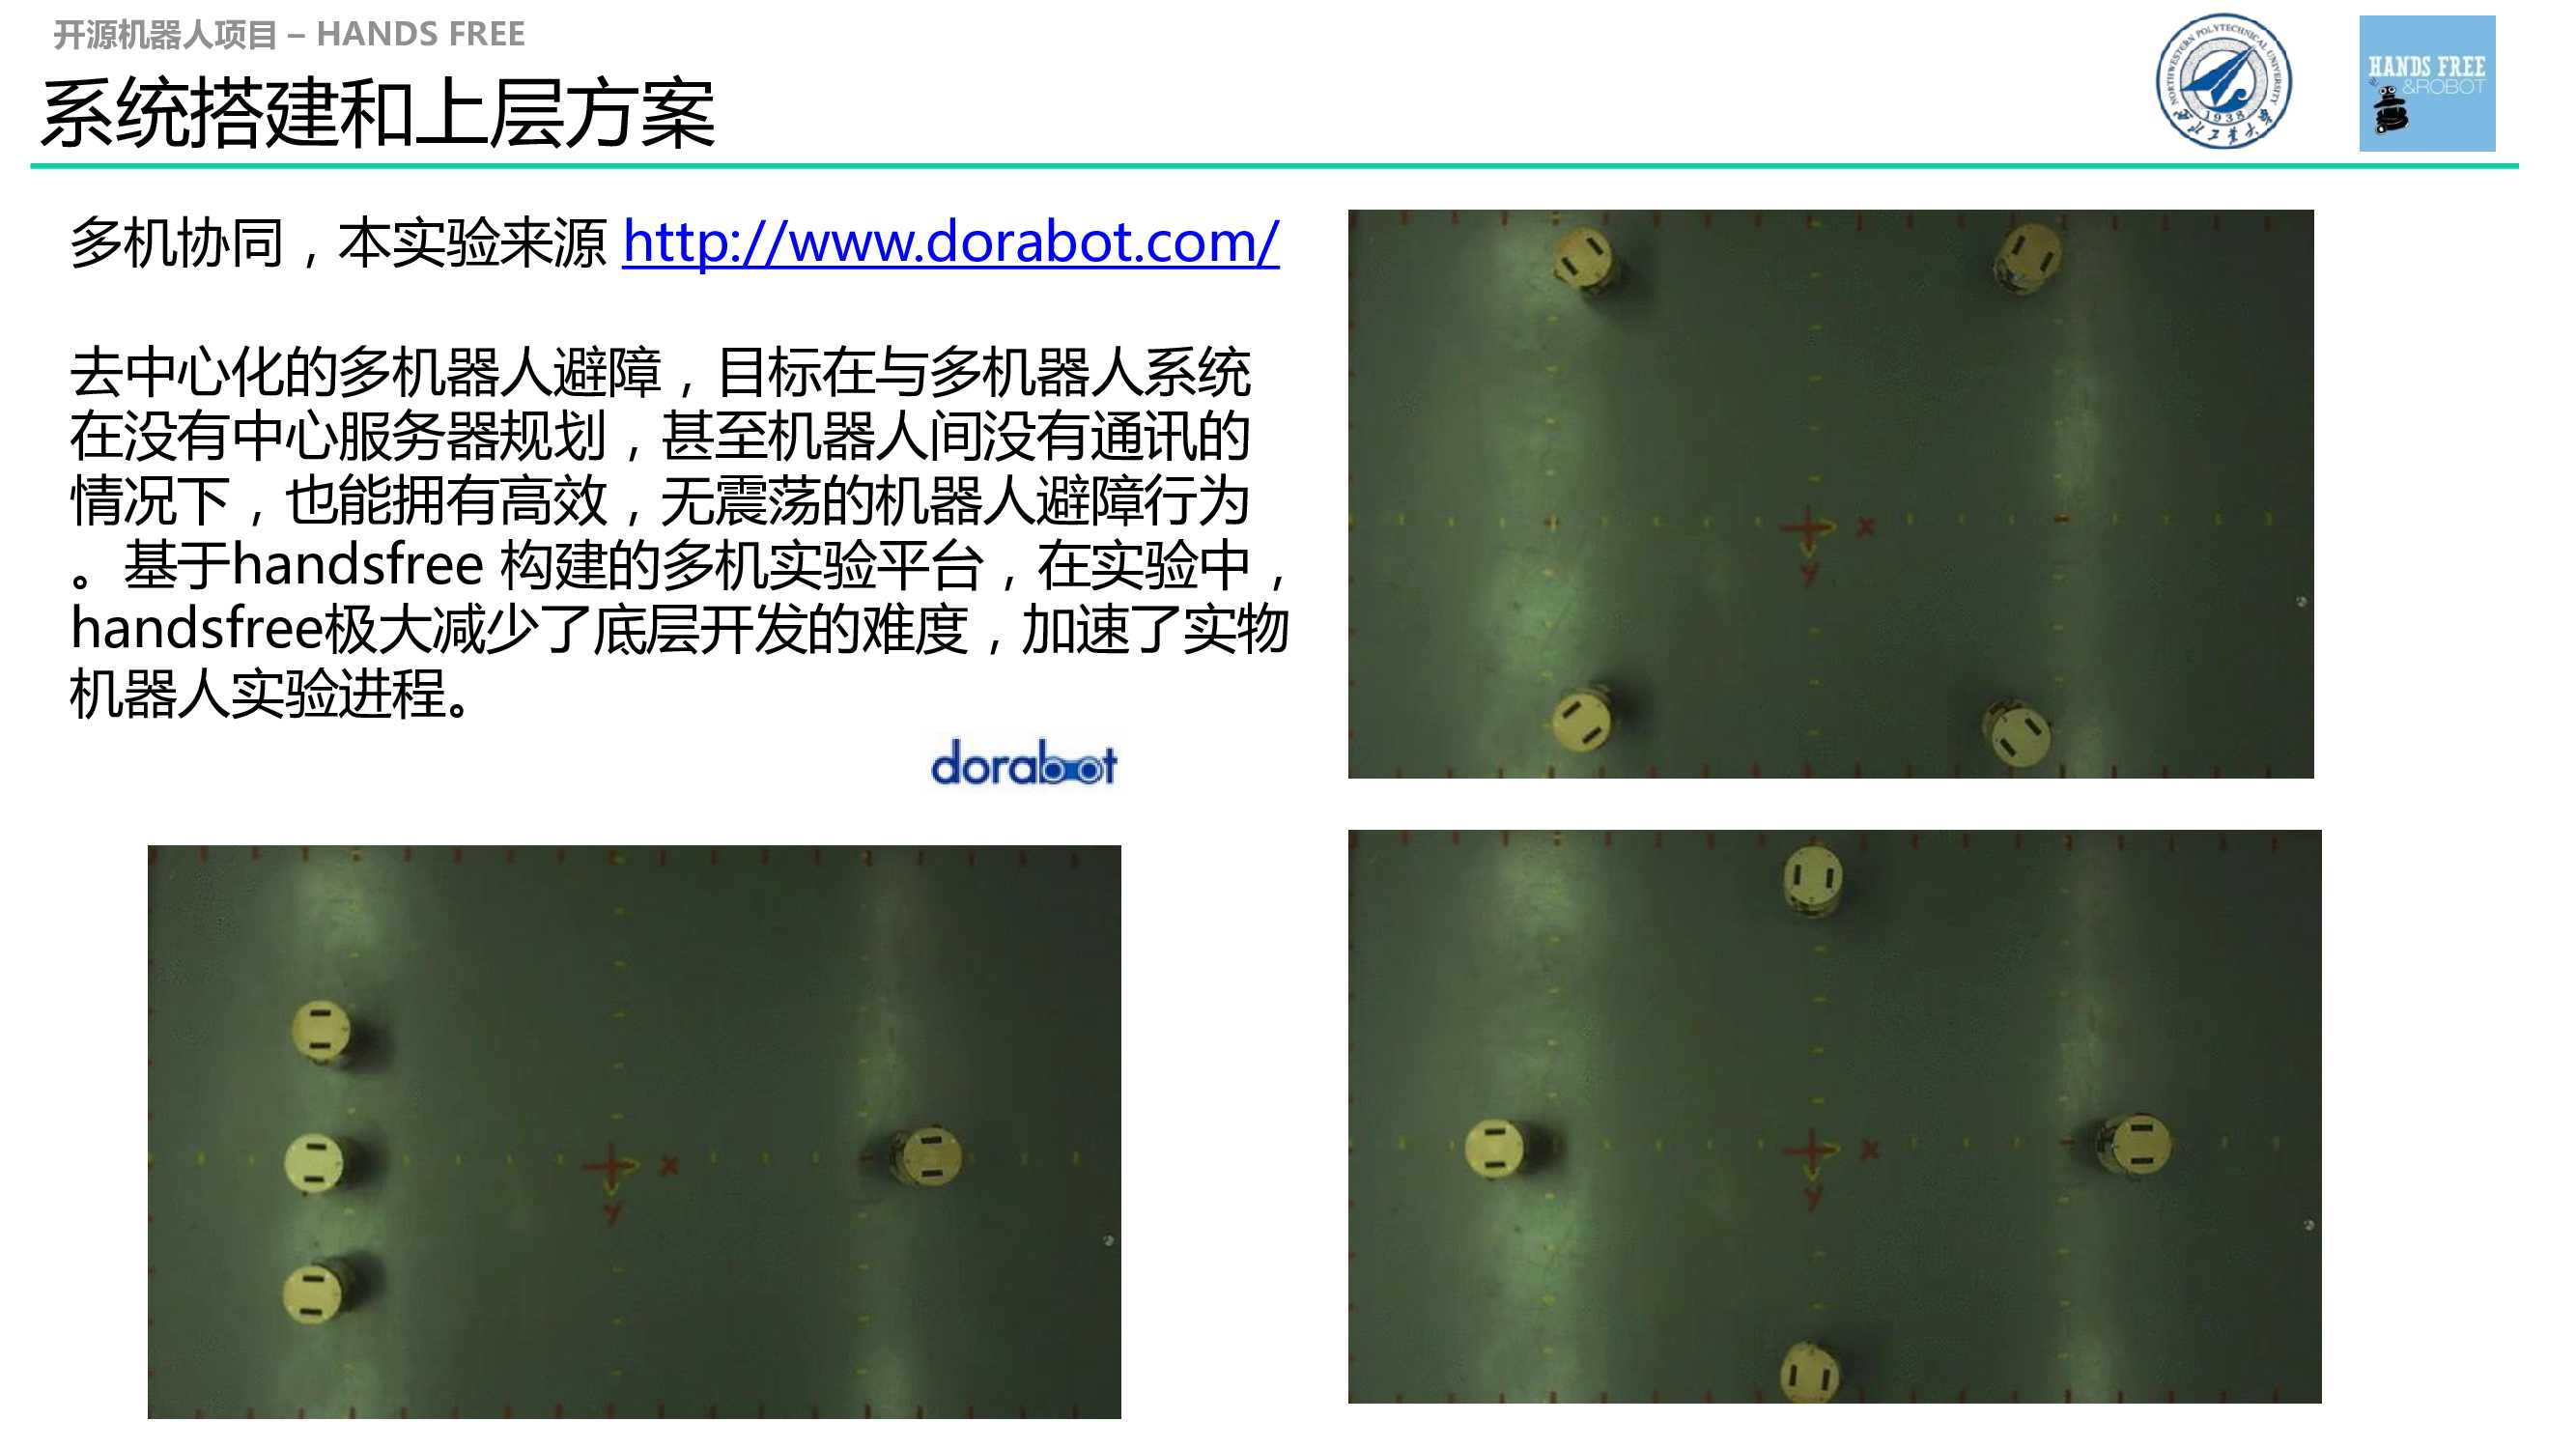 开源机器人项目 – HANDS FREE
系统搭建和上层方案
NORTHWESTERN POLYTECHNICAL UNIVERSITY
1938
西北工业大学
HANDS FREE
&ROBOT
多机协同，本实验来源 http://www.dorabot.com/
去中心化的多机器人避障，目标在与多机器人系统
在没有中心服务器规划，甚至机器人间没有通讯的
情况下，也能拥有高效，无震荡的机器人避障行为
。基于handsfree 构建的多机实验平台，在实验中，
handsfree极大减少了底层开发的难度，加速了实物
机器人实验进程。
dorabot
x
y
x
y
x
y